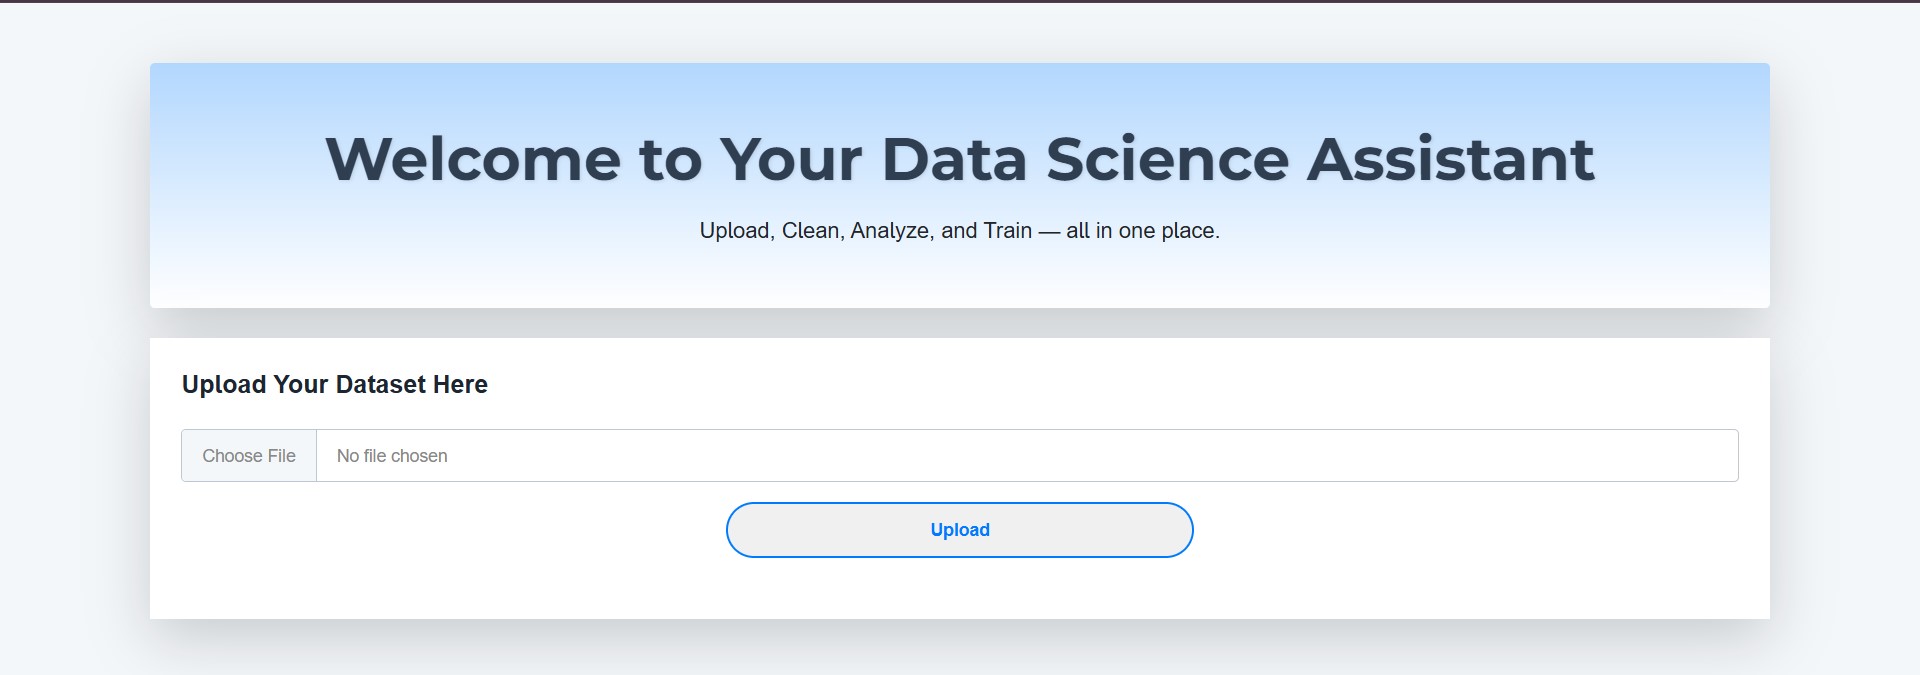 Welcome to Your Data Science Assistant
Upload, Clean, Analyze, and Train — all in one place.
Upload Your Dataset Here
Choose File No file chosen
Upload